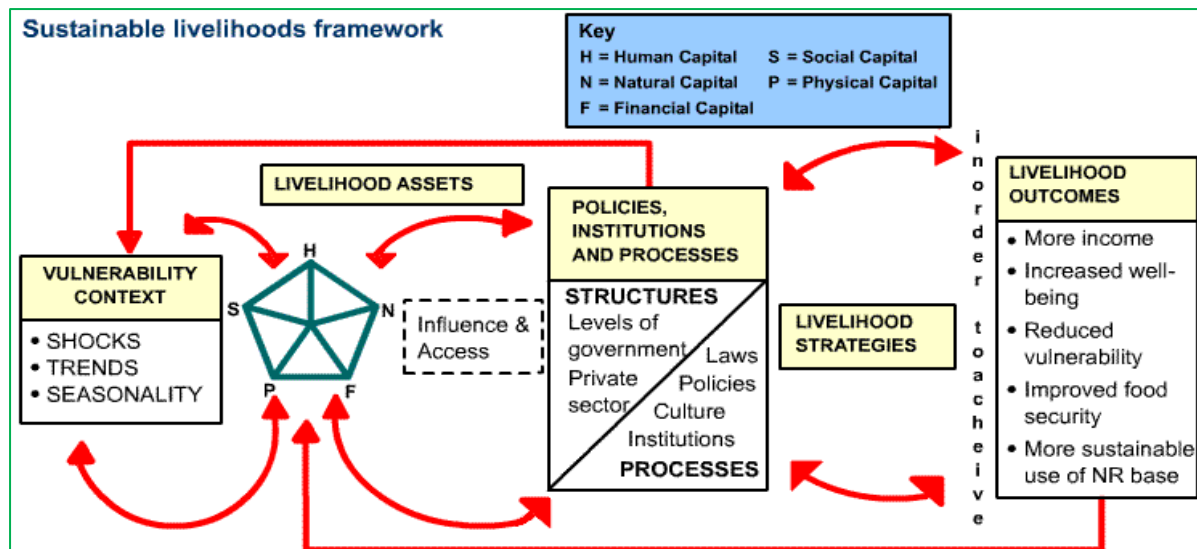 Sustainable livelihoods framework
Key
H = Human Capital S = Social Capital
N = Natural Capital P = Physical Capital
F = Financial Capital
LIVELIHOOD ASSETS
H
S
N
P
F
VULNERABILITY
CONTEXT
• SHOCKS
• TRENDS
• SEASONALITY
Influence &
Access
POLICIES,
INSTITUTIONS
AND PROCESSES
STRUCTURES
Levels of
government
Private
sector
Laws
Policies
Culture
Institutions
PROCESSES
LIVELIHOOD
STRATEGIES
inorder toacheive
LIVELIHOOD
OUTCOMES
• More income
• Increased well-
being
• Reduced
vulnerability
• Improved food
security
• More sustainable
use of NR base